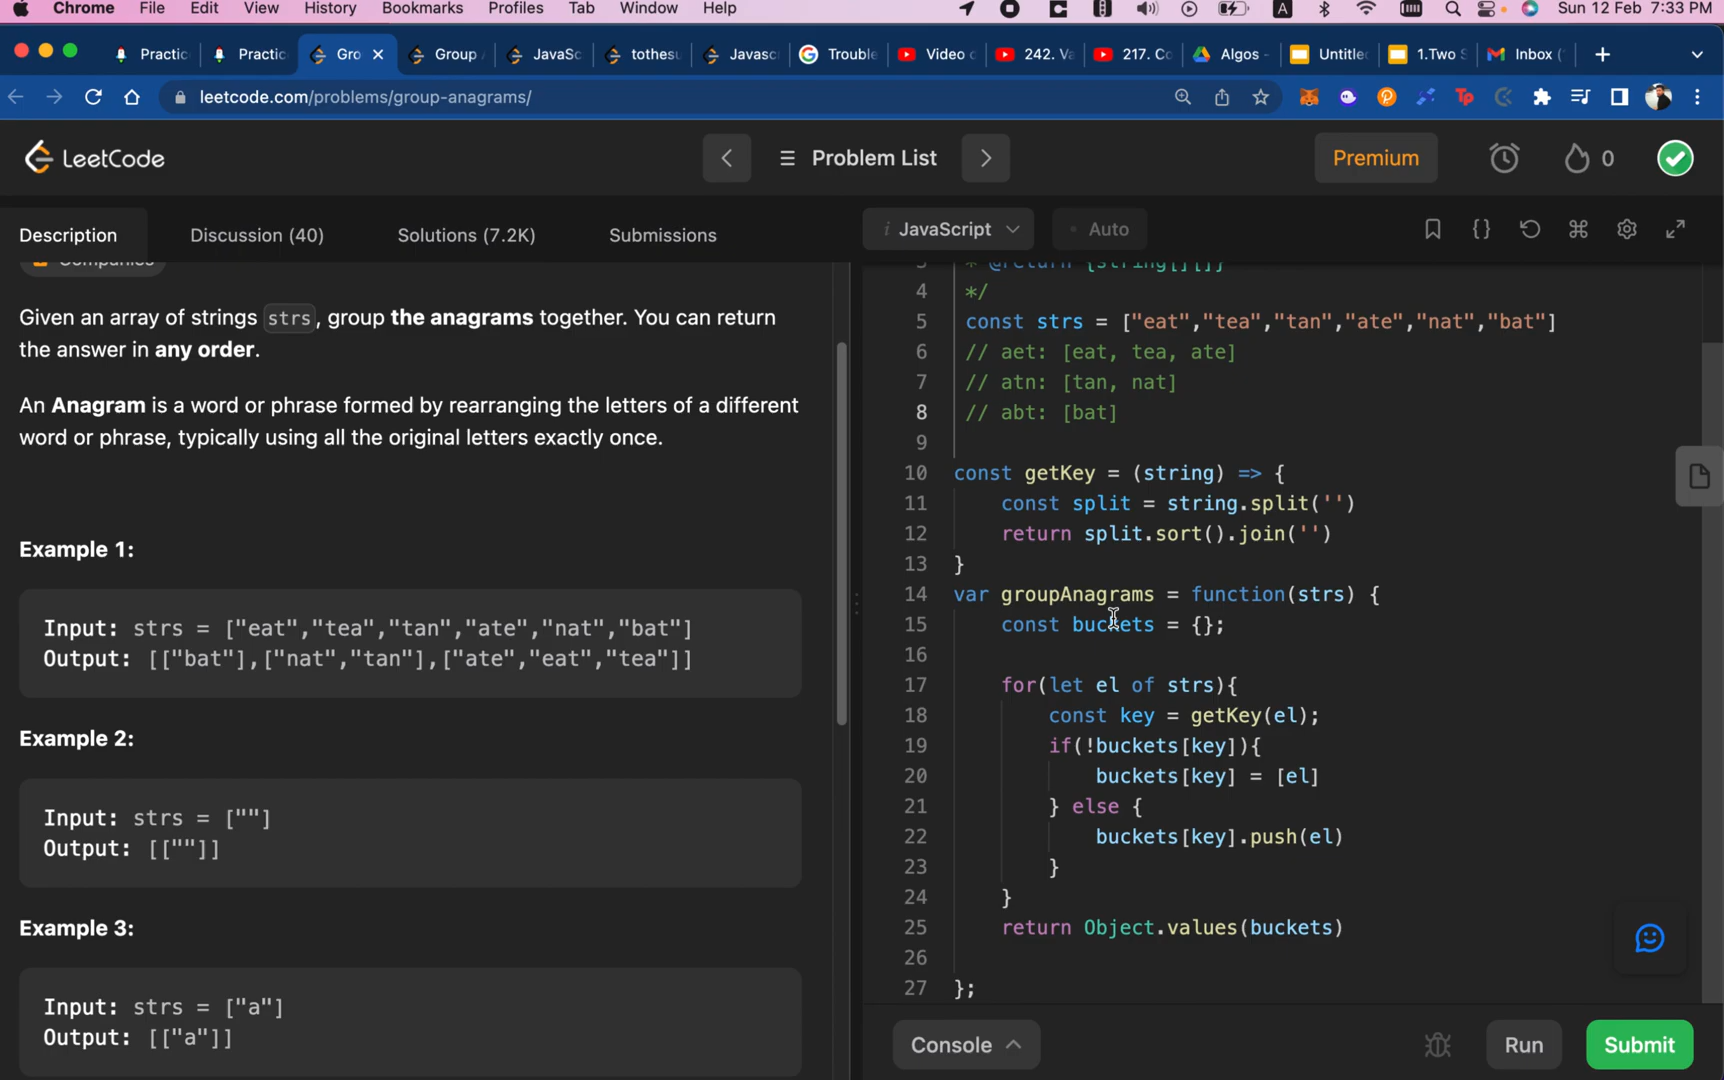 Chrome File Edit View History Bookmarks Profiles Tab Window Help A Sun 12 Feb 7:33 PM
Practic Practic Gro Group JavaSc tothesu Javasc Trouble Video 242. Va 217. Co Algos - Untitle 1.Two S Inbox (
leetcode.com/problems/group-anagrams/
LeetCode Problem List Premium 0
Description Discussion (40) Solutions (7.2K) Submissions
i JavaScript Auto
Companies
Given an array of strings strs, group the anagrams together. You can return
the answer in any order.
An Anagram is a word or phrase formed by rearranging the letters of a different
word or phrase, typically using all the original letters exactly once.
Example 1:
Input: strs = ["eat","tea","tan","ate","nat","bat"]
Output: [["bat"],["nat","tan"],["ate","eat","tea"]]
Example 2:
Input: strs = [""]
Output: [[""]]
Example 3:
Input: strs = ["a"]
Output: [["a"]]
3 * @return {string[][]}
4 */
5 const strs = ["eat","tea","tan","ate","nat","bat"]
6 // aet: [eat, tea, ate]
7 // atn: [tan, nat]
8 // abt: [bat]
9
10 const getKey = (string) => {
11 const split = string.split('')
12 return split.sort().join('')
13 }
14 var groupAnagrams = function(strs) {
15 const buckets = {};
16
17 for(let el of strs){
18 const key = getKey(el);
19 if(!buckets[key]){
20 buckets[key] = [el]
21 } else {
22 buckets[key].push(el)
23 }
24 }
25 return Object.values(buckets)
26
27 };
Console Run Submit